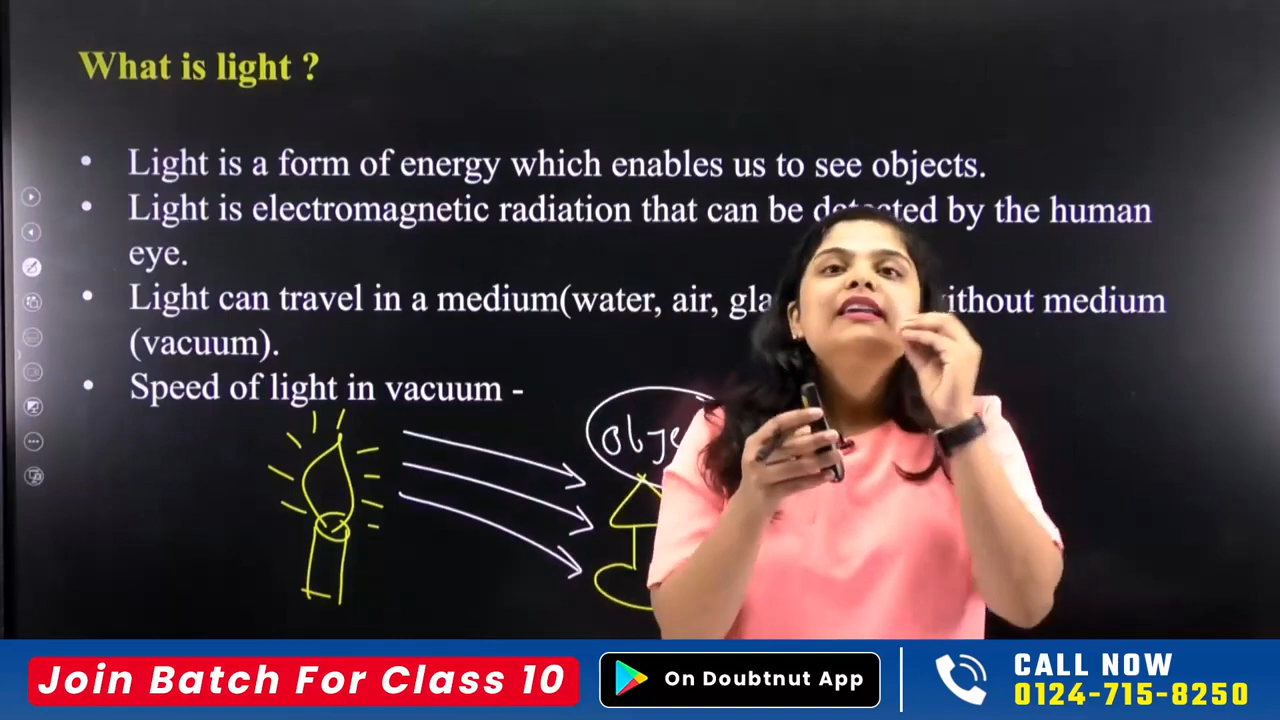 What is light ?
• Light is a form of energy which enables us to see objects.
• Light is electromagnetic radiation that can be detected by the human
eye.
• Light can travel in a medium(water, air, without medium
(vacuum).
• Speed of light in vacuum -
Join Batch For Class 10
On Doubtnut App
CALL NOW
0124-715-8250